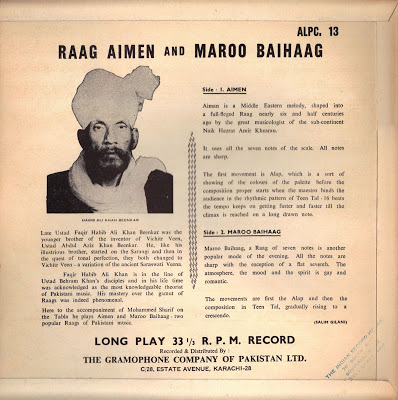 ALPC. 13
RAAG AIMEN AND MAROO BAIHAAG
HABIB ALI KHAN BEENKAR
Late Ustad Faqir Habib Ali Khan Beenkar was the
younger brother of the inventor of Vichitr Veen,
Ustad Abdul Aziz Khan Beenkar. He, like his
illustrious brother, started on the Sarangi and then in
the quest of tonal perfection, they both changed to
Vichitr Veen - a variation of the ancient Saraswati Veena.
Faqir Habib Ali Khan is in the line of
Ustad Behram Khan's disciples and in his life time
was acknowledged as the most knowledgeable theorist
of Pakistani music. His mastery over the gamut of
Raags was indeed phenomenal.
Here to the accompaniment of Mohammed Sharif on
the Tabla he plays Aimen and Maroo Baihaag - two
popular Raags of Pakistani music.
Side - 1. AIMEN
Aiman is a Middle Eastern melody, shaped into
a full-fleged Raag nearly six and half centuries
ago by the great musicologist of the sub-continent
Naik Hazrat Amir Khusrau.
It uses all the seven notes of the scale. All notes
are sharp.
The first movement is Alap, which is a sort of
showing of the colours of the palette before the
composition proper starts when the maestro binds the
audience in the rhythmic pattern of Teen Tal - 16 beats
the tempo keeps on getting faster and faster till the
climax is reached on a long drawn note.
Side - 2. MAROO BAIHAAG
Maroo Baihaag, a Raag of seven notes is another
popular mode of the evening. All the notes are
sharp with the exception of a flat seventh. The
atmosphere, the mood and the spirit is gay and
romantic.
The movements are first the Alap and then the
composition in Teen Tal, gradually rising to a
crescendo.
(SALIM GILANI)
LONG PLAY 33 1/3 R. P. M. RECORD
Recorded & Distributed By :
THE GRAMOPHONE COMPANY OF PAKISTAN LTD.
C/28, ESTATE AVENUE, KARACHI-28